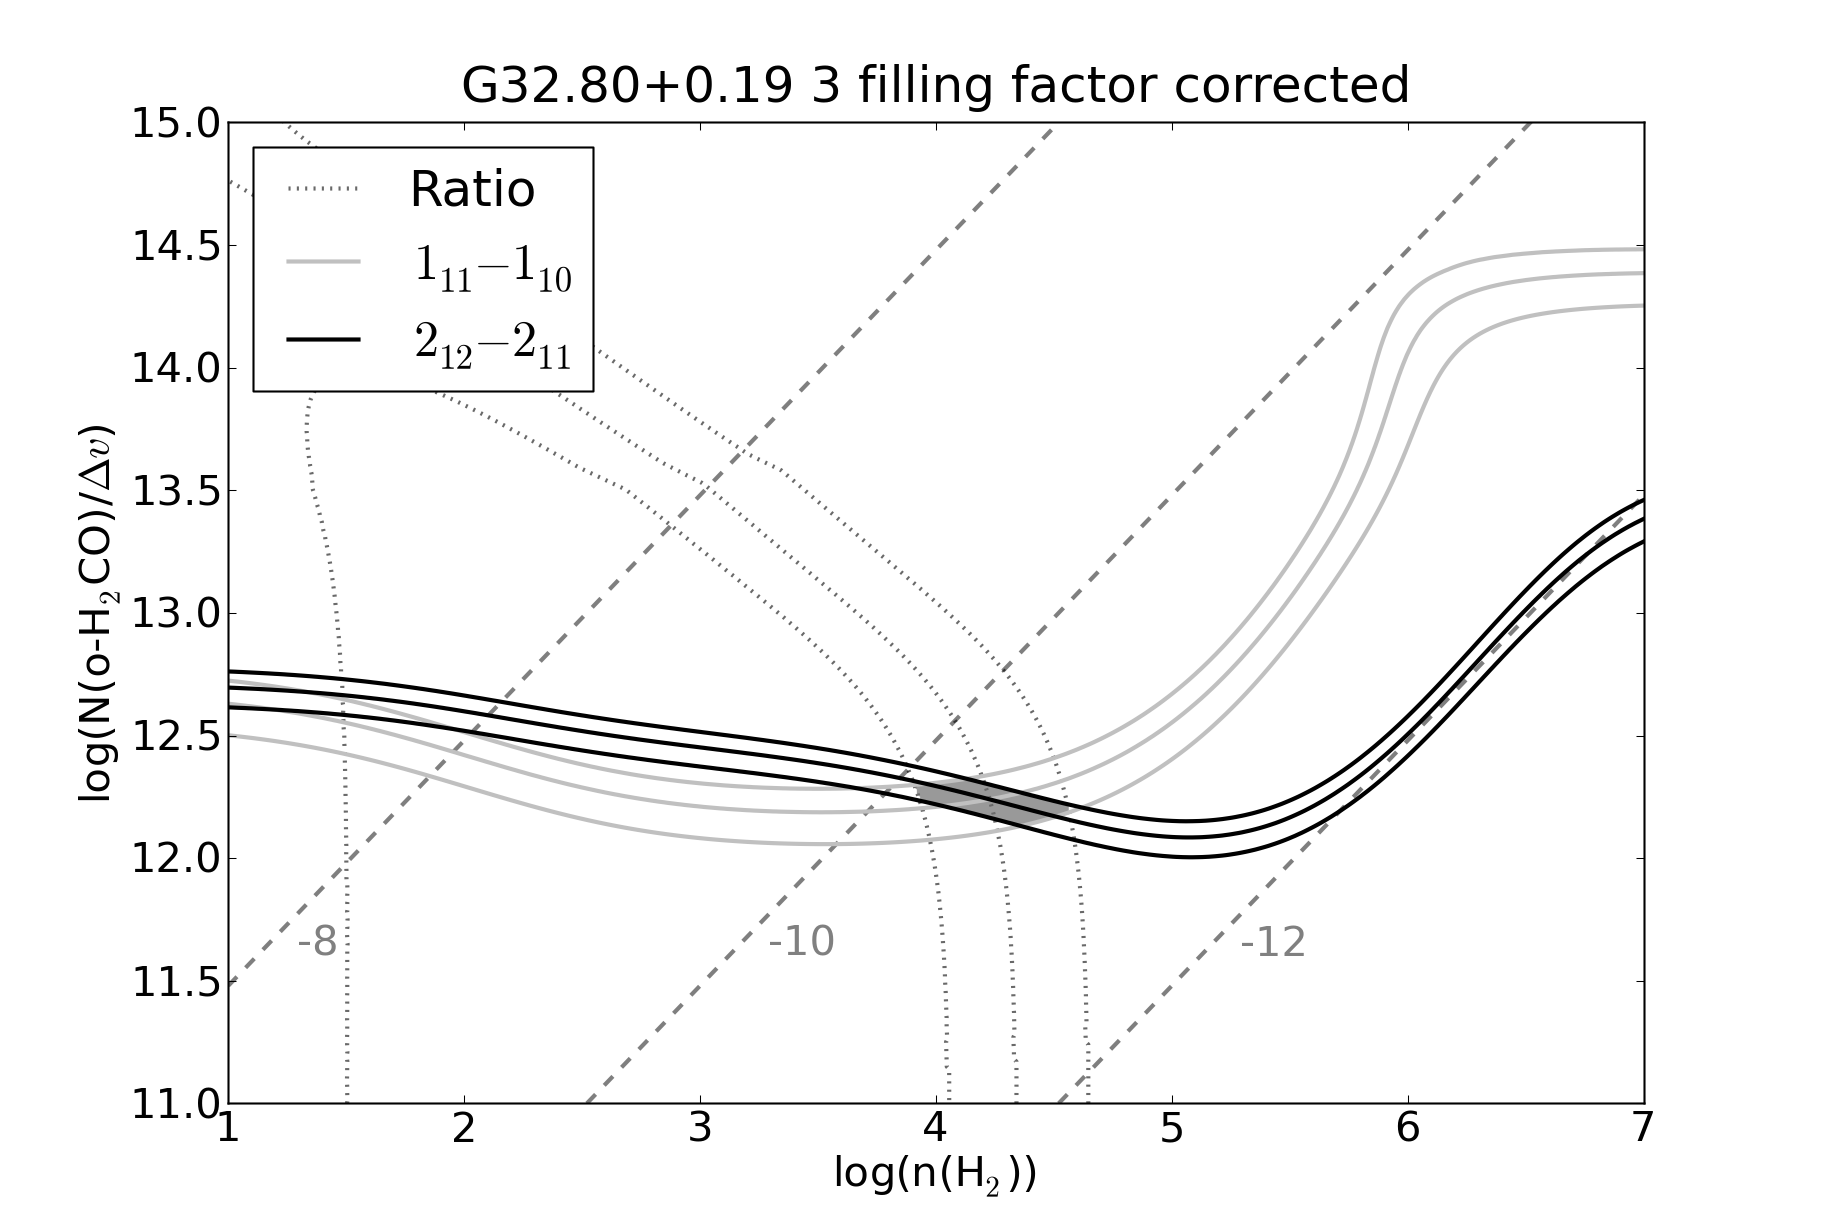 G32.80+0.19 3 filling factor corrected
15.0
14.5
14.0
13.5
13.0
12.5
12.0
11.5
11.0
log(N(o-H₂CO)/Δv)
Ratio
1₁₁−1₁₀
2₁₂−2₁₁
-8
-10
-12
1 2 3 4 5 6 7
log(n(H₂))